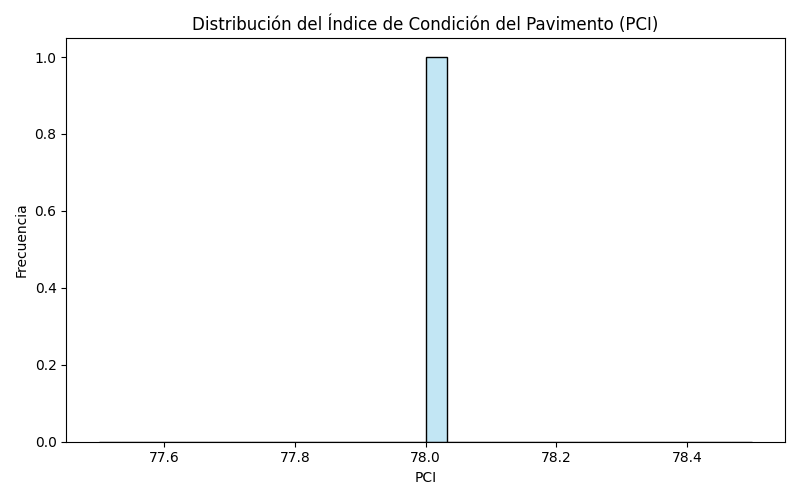 Distribución del Índice de Condición del Pavimento (PCI)
1.0
0.8
0.6
0.4
0.2
0.0
Frecuencia
77.6 77.8 78.0 78.2 78.4
PCI